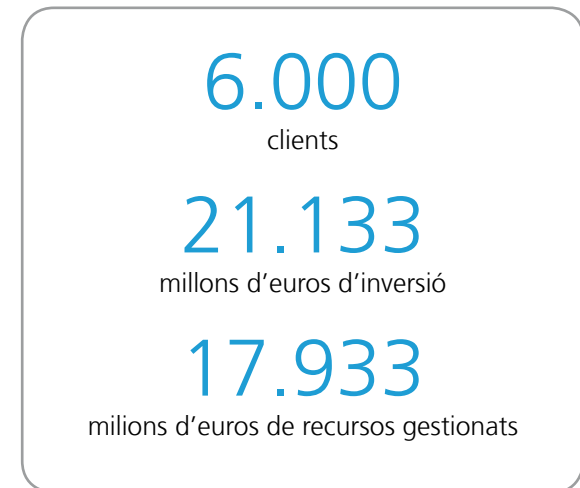 6.000
clients
21.133
millons d’euros d’inversió
17.933
milions d’euros de recursos gestionats